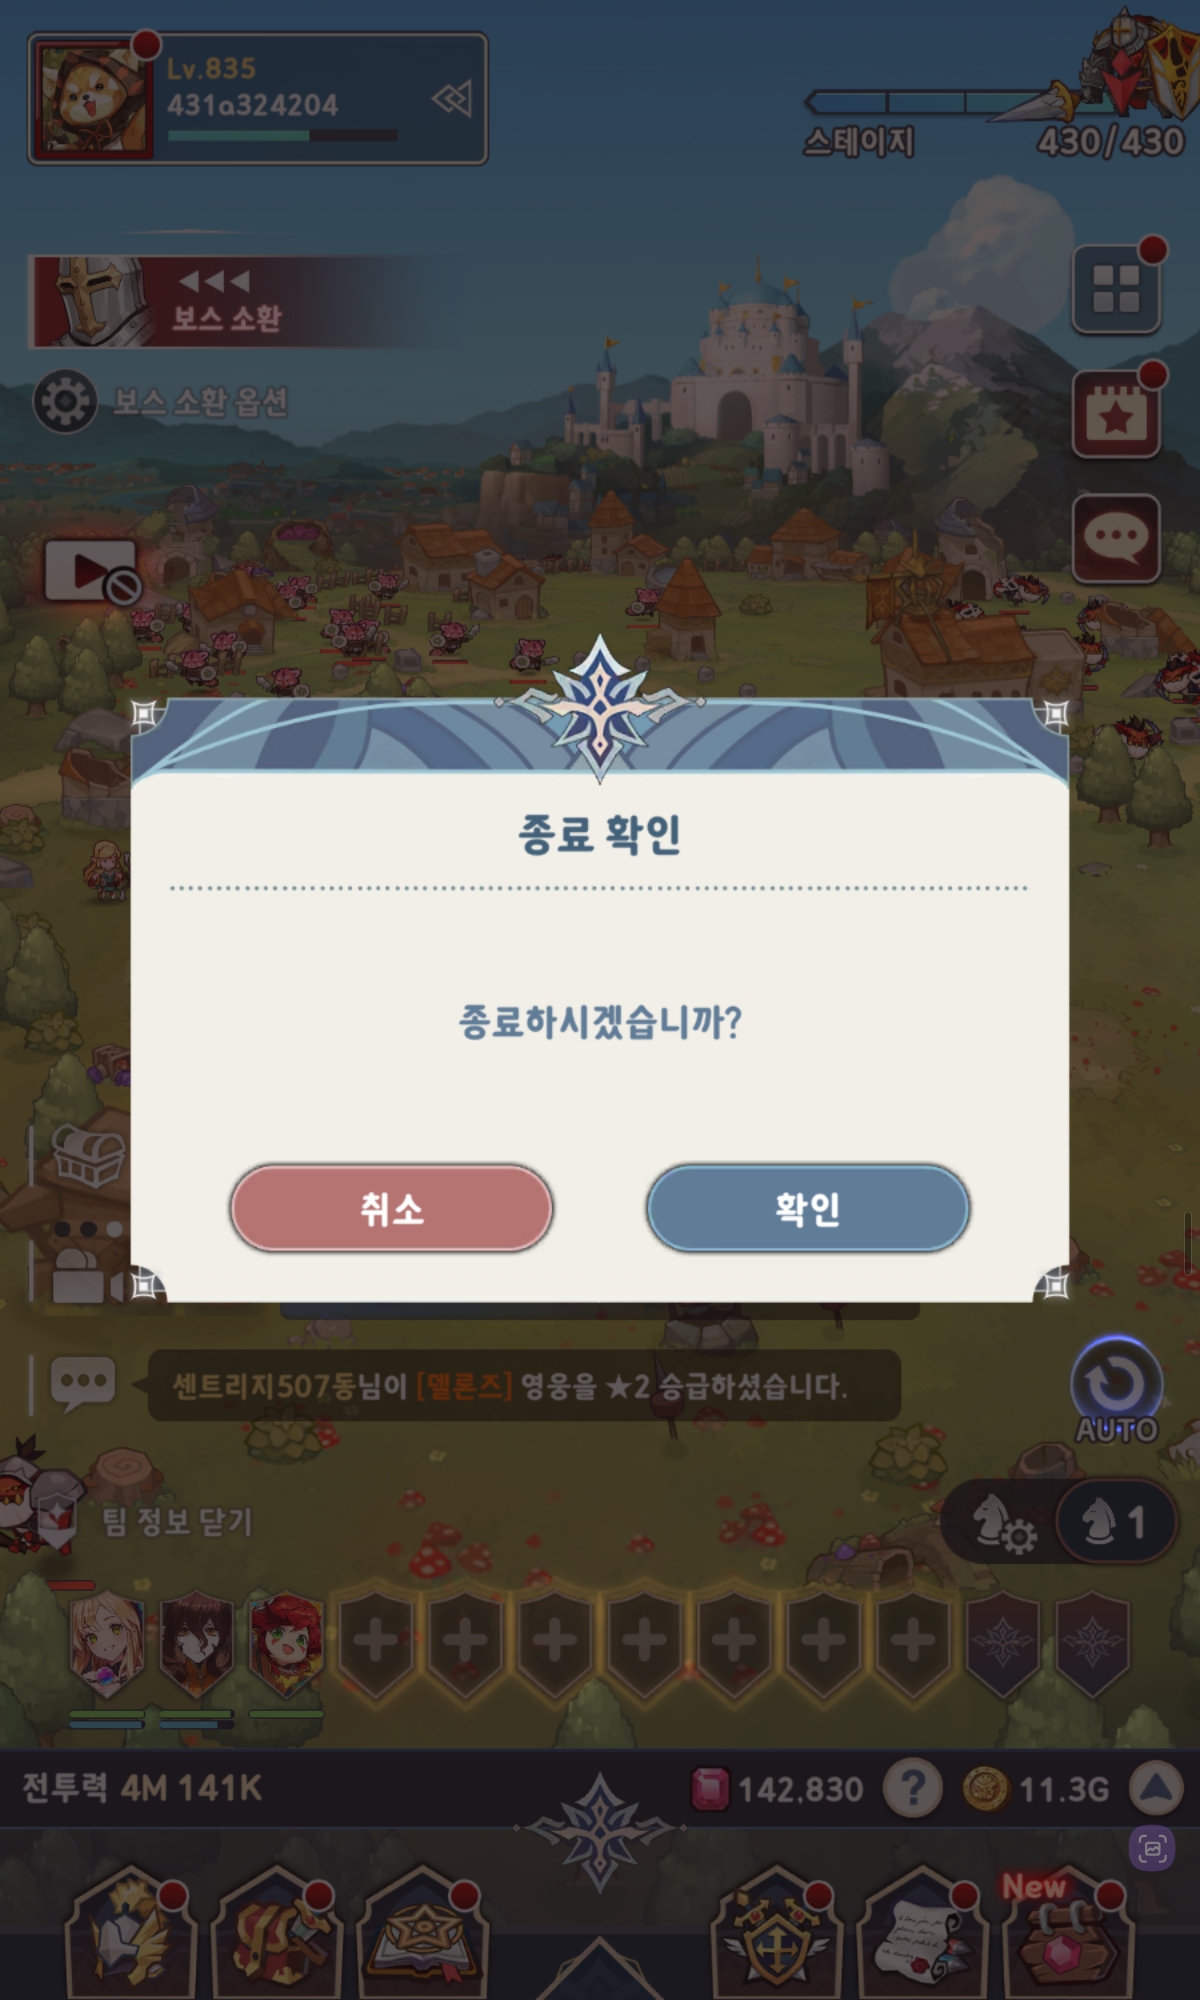 Lv.835
431a324204
스테이지
430/430
보스 소환
보스 소환 옵션
종료 확인
종료하시겠습니까?
취소
확인
센트리지507동님이 [델론즈] 영웅을 ★2 승급하셨습니다.
AUTO
팀 정보 닫기
1
전투력 4M 141K
142,830
?
11.3G
New